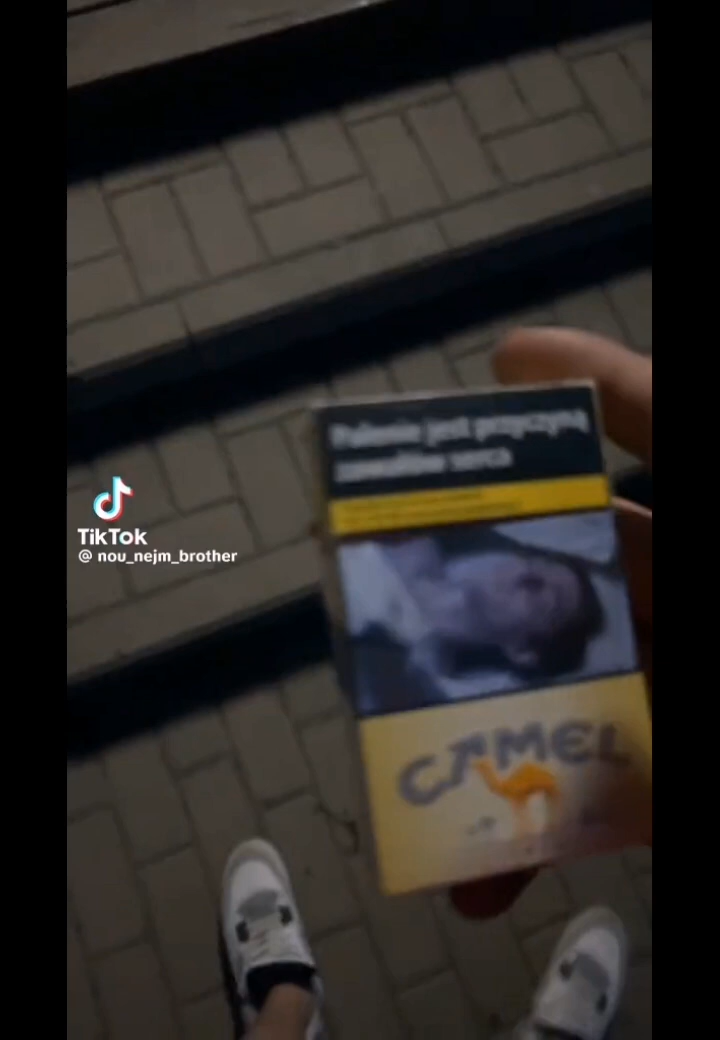 Palenie jest przyczyną
zawałów serca
TikTok
@ nou_nejm_brother
CAMEL